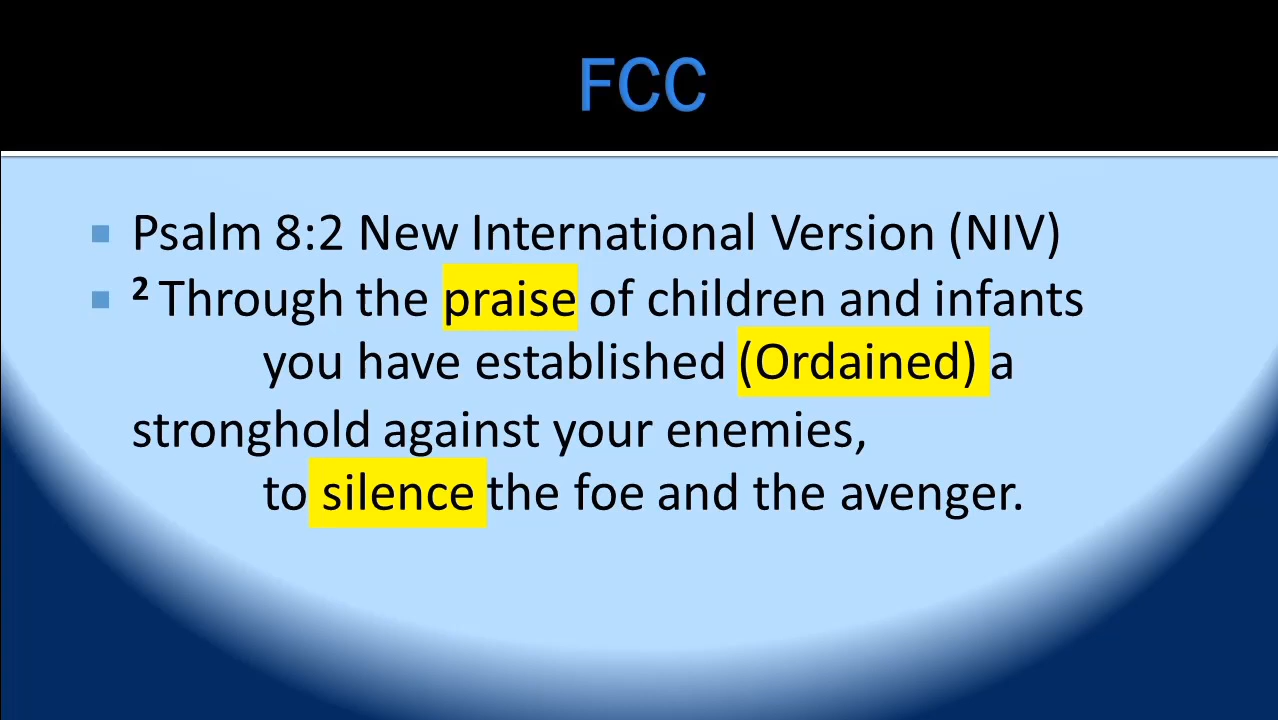 FCC
Psalm 8:2 New International Version (NIV)
2 Through the praise of children and infants
you have established (Ordained) a
stronghold against your enemies,
to silence the foe and the avenger.